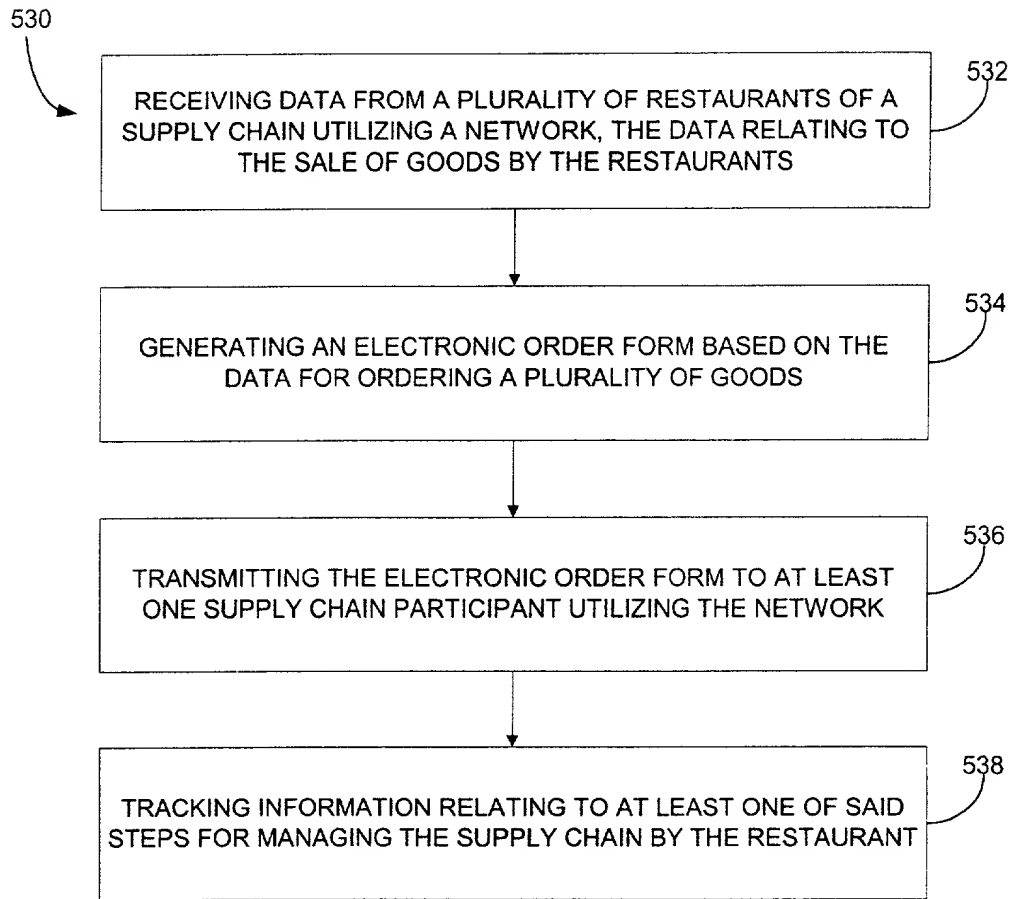 530
532
RECEIVING DATA FROM A PLURALITY OF RESTAURANTS OF A
SUPPLY CHAIN UTILIZING A NETWORK, THE DATA RELATING TO
THE SALE OF GOODS BY THE RESTAURANTS
534
GENERATING AN ELECTRONIC ORDER FORM BASED ON THE
DATA FOR ORDERING A PLURALITY OF GOODS
536
TRANSMITTING THE ELECTRONIC ORDER FORM TO AT LEAST
ONE SUPPLY CHAIN PARTICIPANT UTILIZING THE NETWORK
538
TRACKING INFORMATION RELATING TO AT LEAST ONE OF SAID
STEPS FOR MANAGING THE SUPPLY CHAIN BY THE RESTAURANT